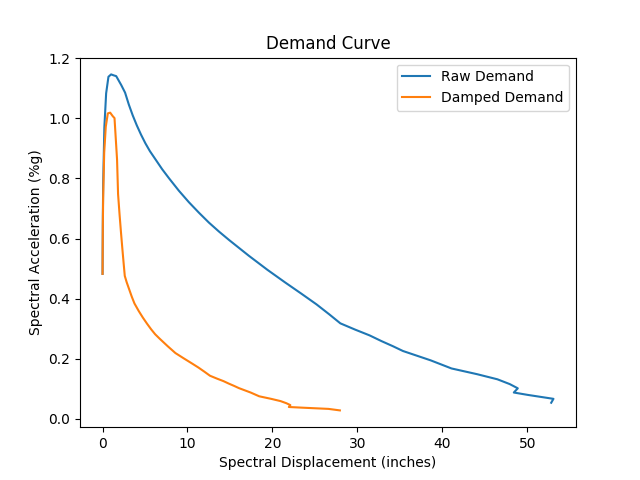 Demand Curve
Raw Demand
Damped Demand
Spectral Acceleration (%g)
1.2
1.0
0.8
0.6
0.4
0.2
0.0
0 10 20 30 40 50
Spectral Displacement (inches)